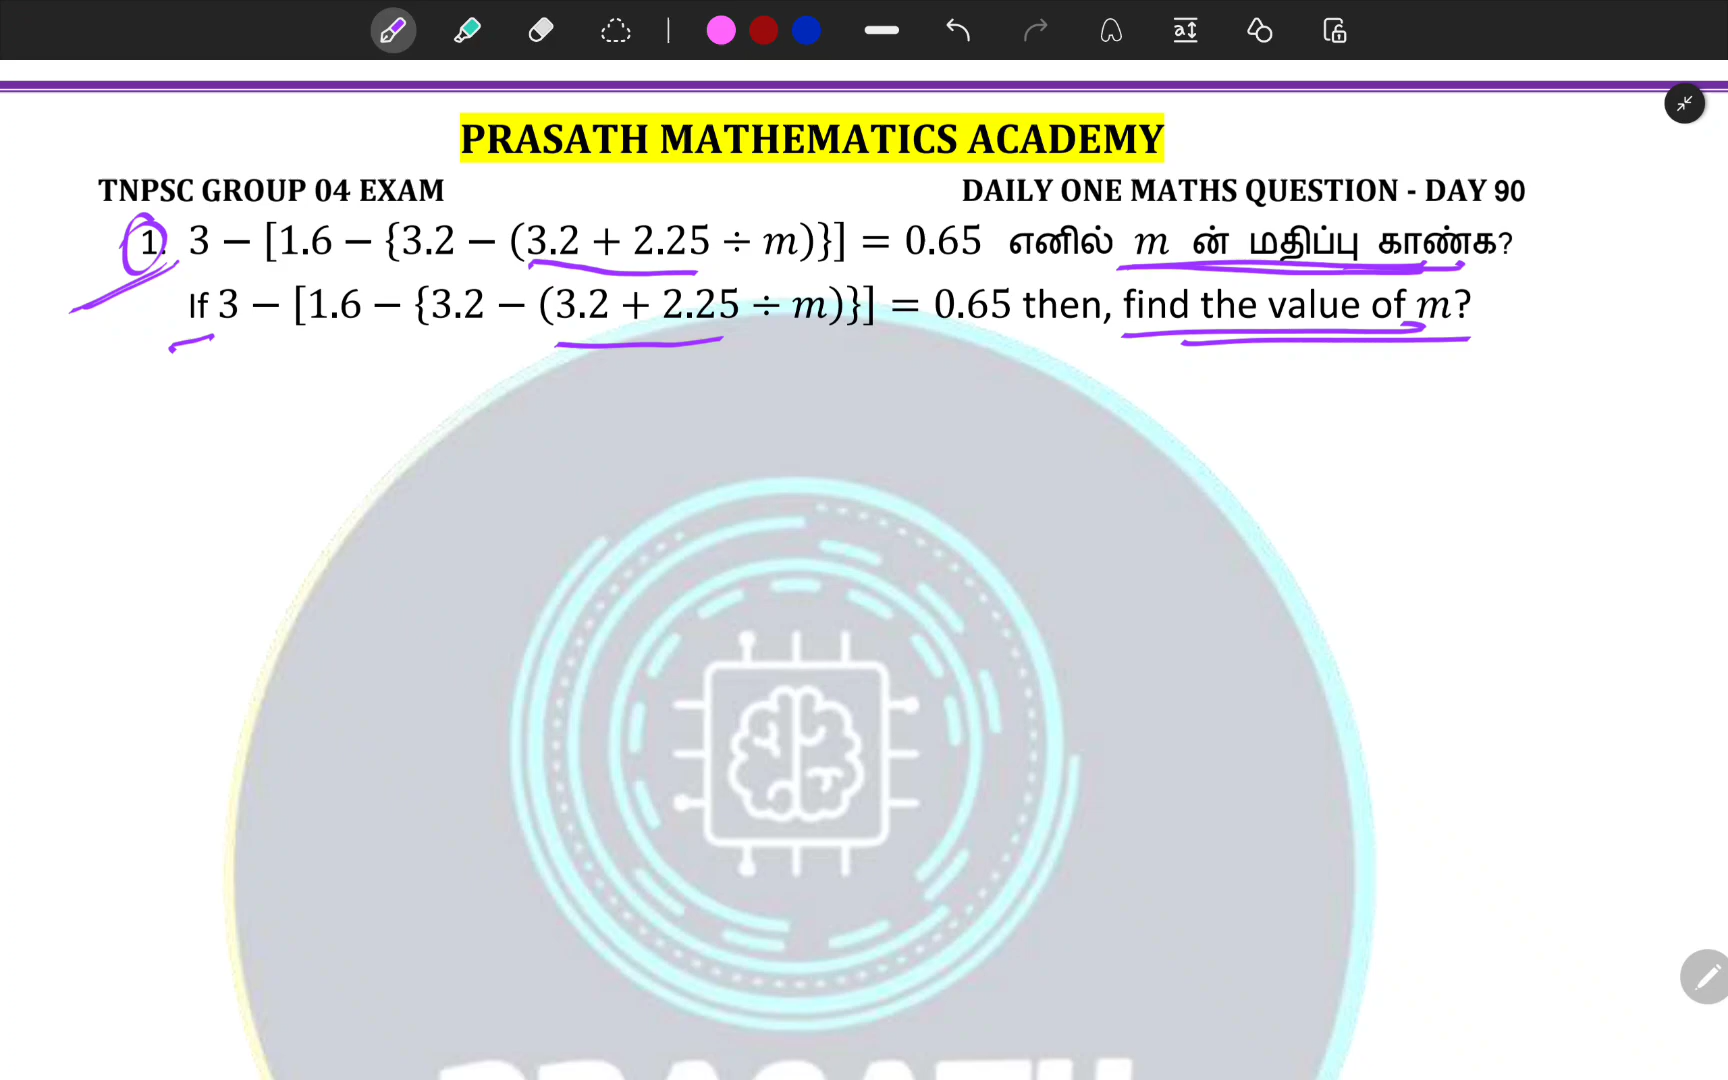 PRASATH MATHEMATICS ACADEMY
TNPSC GROUP 04 EXAM DAILY ONE MATHS QUESTION - DAY 90
1. 3 − [1.6 − {3.2 − (3.2 + 2.25 ÷ m)}] = 0.65 எனில் m ன் மதிப்பு காண்க?
If 3 − [1.6 − {3.2 − (3.2 + 2.25 ÷ m)}] = 0.65 then, find the value of m?